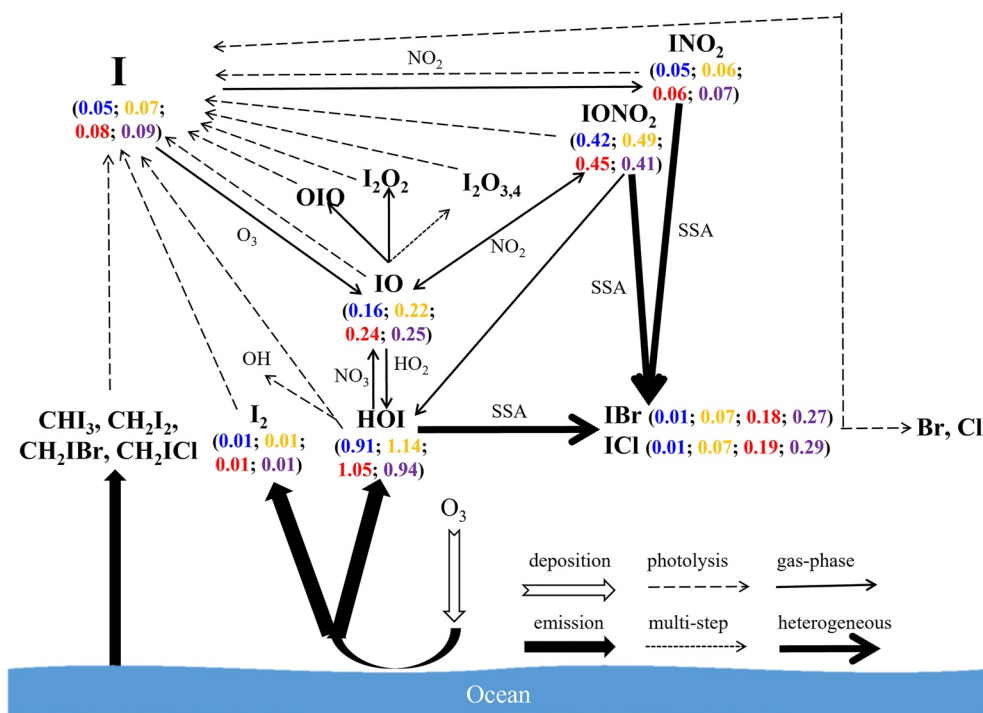 INO₂
NO₂
(0.05; 0.06;
0.06; 0.07)
I
(0.05; 0.07;
0.08; 0.09)
IONO₂
(0.42; 0.49;
0.45; 0.41)
I₂O₂
I₂O₃,₄
OIO
O₃
NO₂
SSA
SSA
IO
(0.16; 0.22;
0.24; 0.25)
OH
NO₃
HO₂
CHI₃, CH₂I₂,
CH₂IBr, CH₂ICl
I₂
(0.01; 0.01;
0.01; 0.01)
HOI
(0.91; 1.14;
1.05; 0.94)
SSA
IBr (0.01; 0.07; 0.18; 0.27)
ICl (0.01; 0.07; 0.19; 0.29)
Br, Cl
O₃
deposition photolysis gas-phase
emission multi-step heterogeneous
Ocean